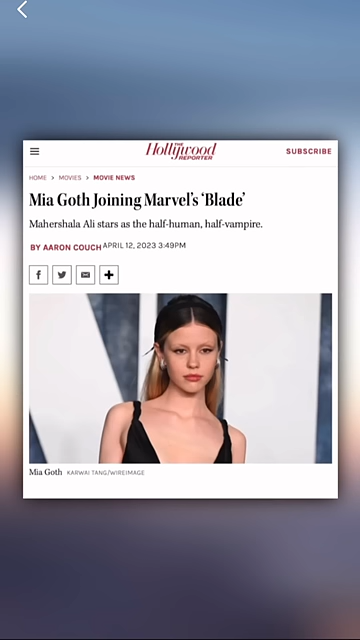 THE
Hollywood
REPORTER
SUBSCRIBE
HOME > MOVIES > MOVIE NEWS
Mia Goth Joining Marvel's 'Blade'
Mahershala Ali stars as the half-human, half-vampire.
BY AARON COUCH APRIL 12, 2023 3:49PM
Mia Goth KARWAI TANG/WIREIMAGE